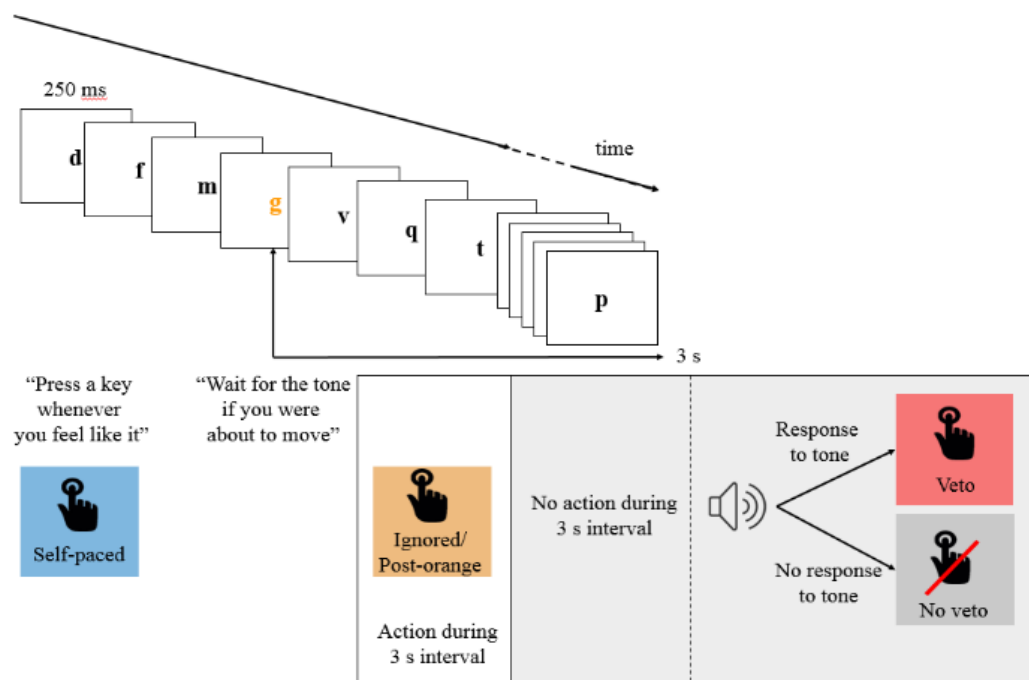 250 ms
time
d
f
m
g
v
q
t
p
3 s
“Press a key
whenever
you feel like it”
“Wait for the tone
if you were
about to move”
Self-paced
Ignored/
Post-orange
Action during
3 s interval
No action during
3 s interval
Response
to tone
Veto
No response
to tone
No veto